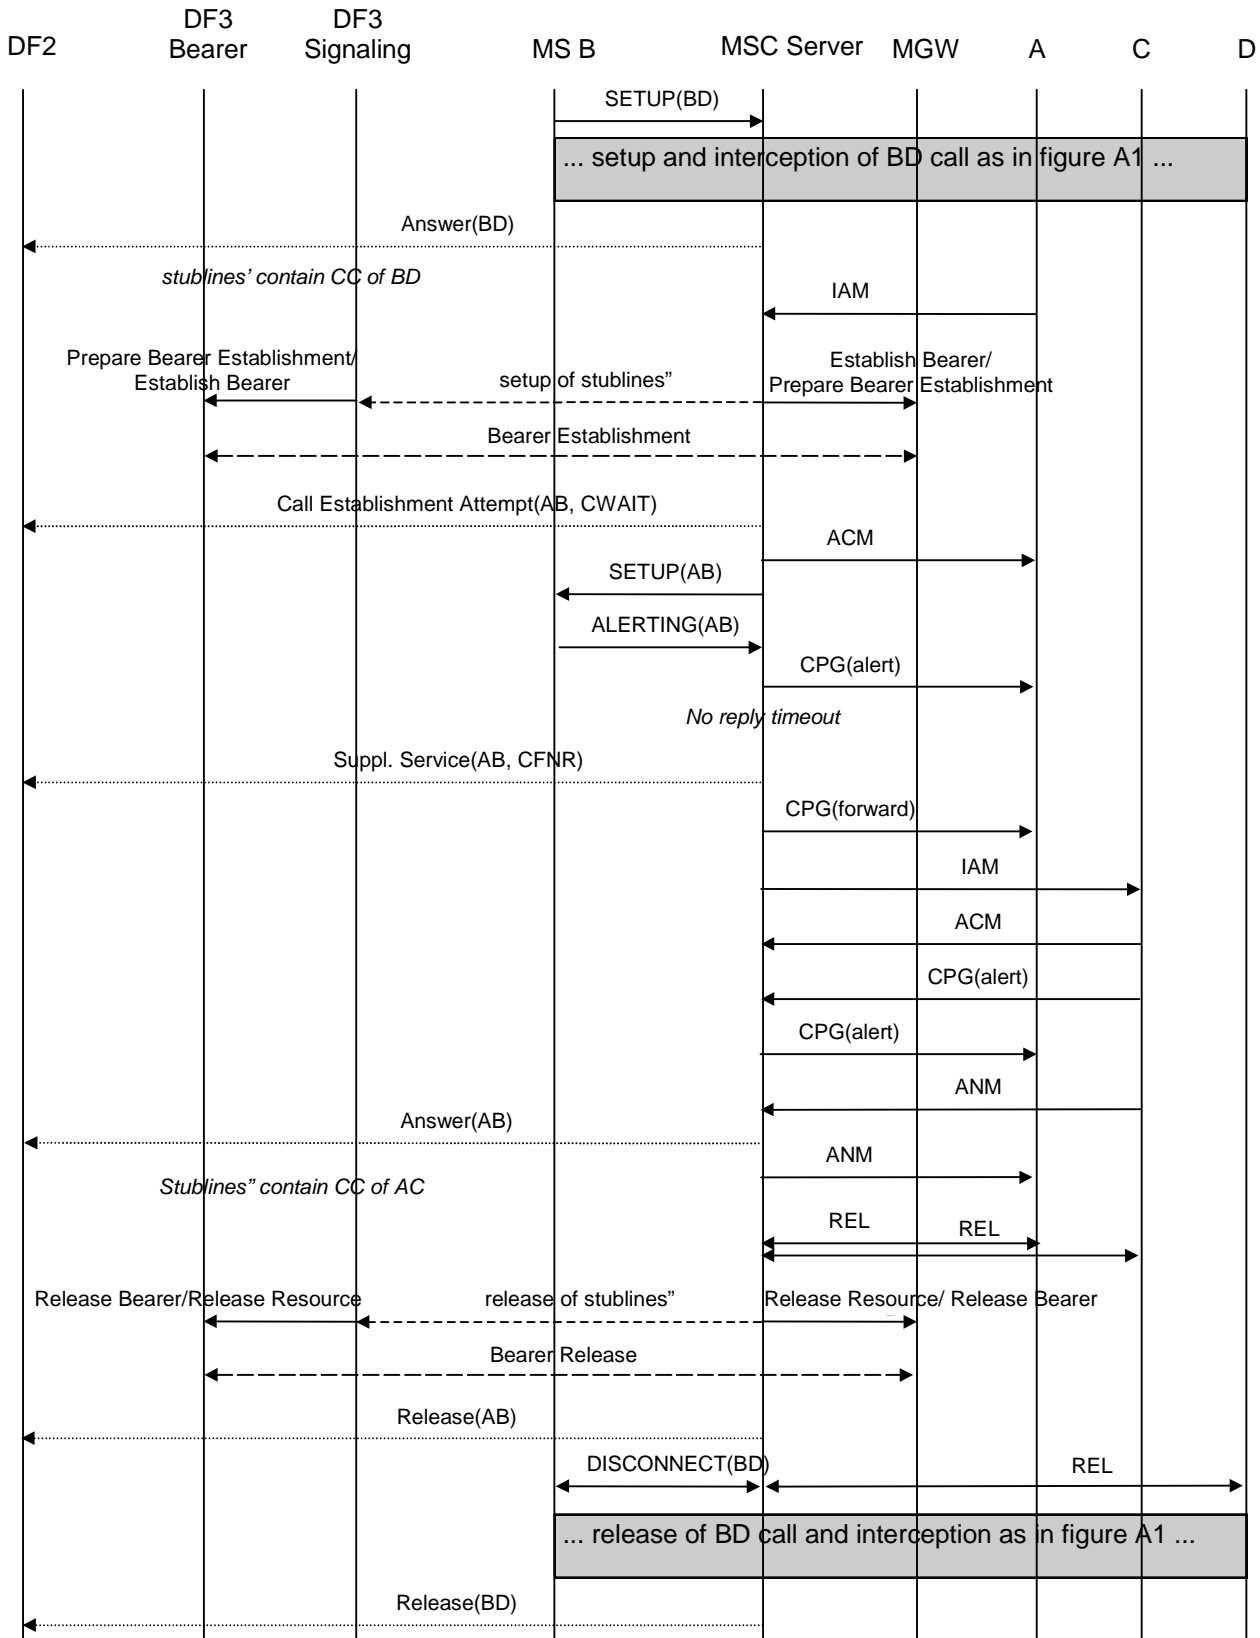 DF2
DF3
Bearer
DF3
Signaling
MS B
MSC Server
MGW
A
C
D
SETUP(BD)
... setup and interception of BD call as in figure A1 ...
Answer(BD)
stublines’ contain CC of BD
IAM
Prepare Bearer Establishment/
Establish Bearer
setup of stublines”
Establish Bearer/
Prepare Bearer Establishment
Bearer Establishment
Call Establishment Attempt(AB, CWAIT)
ACM
SETUP(AB)
ALERTING(AB)
CPG(alert)
No reply timeout
Suppl. Service(AB, CFNR)
CPG(forward)
IAM
ACM
CPG(alert)
CPG(alert)
ANM
Answer(AB)
ANM
Stublines” contain CC of AC
REL
REL
Release Bearer/Release Resource
release of stublines”
Release Resource/ Release Bearer
Bearer Release
Release(AB)
DISCONNECT(BD)
REL
... release of BD call and interception as in figure A1 ...
Release(BD)